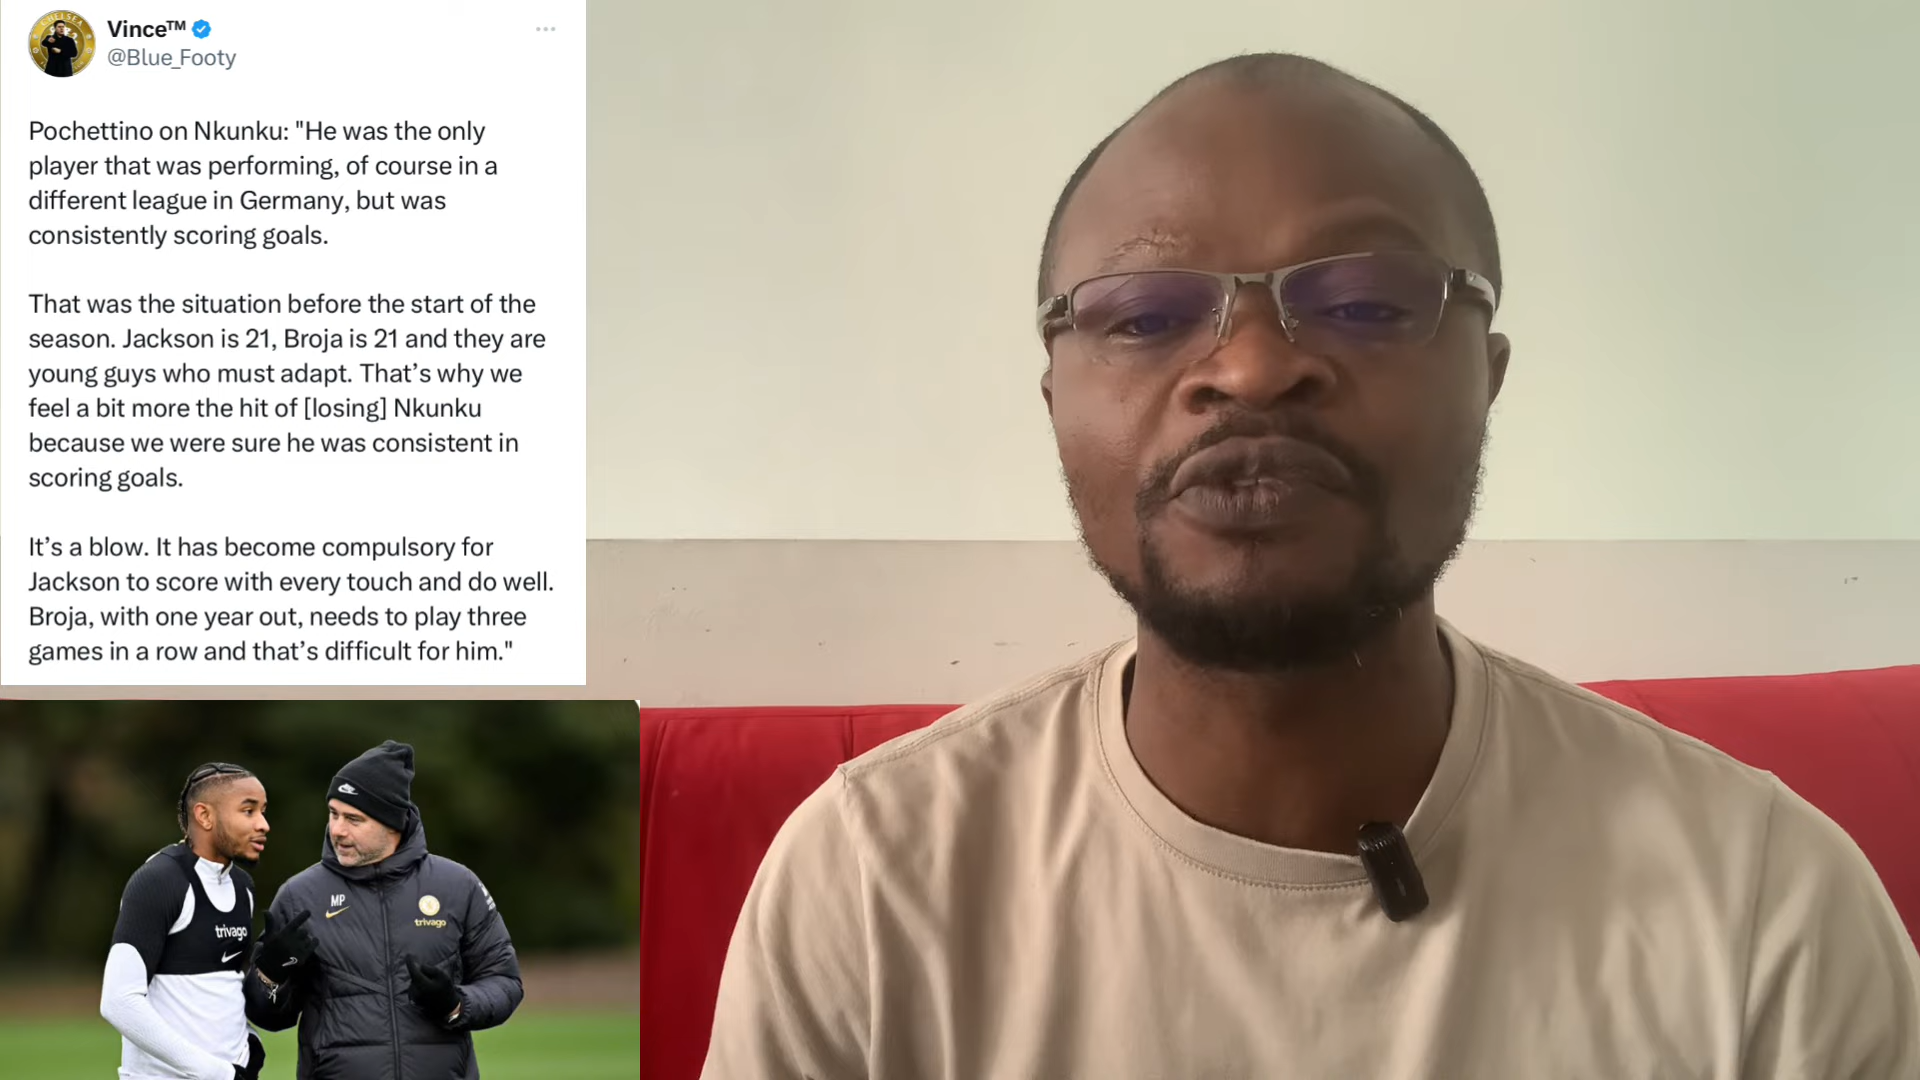 Vince™
@Blue_Footy
Pochettino on Nkunku: "He was the only
player that was performing, of course in a
different league in Germany, but was
consistently scoring goals.
That was the situation before the start of the
season. Jackson is 21, Broja is 21 and they are
young guys who must adapt. That’s why we
feel a bit more the hit of [losing] Nkunku
because we were sure he was consistent in
scoring goals.
It’s a blow. It has become compulsory for
Jackson to score with every touch and do well.
Broja, with one year out, needs to play three
games in a row and that’s difficult for him."
MP
trivago
trivago